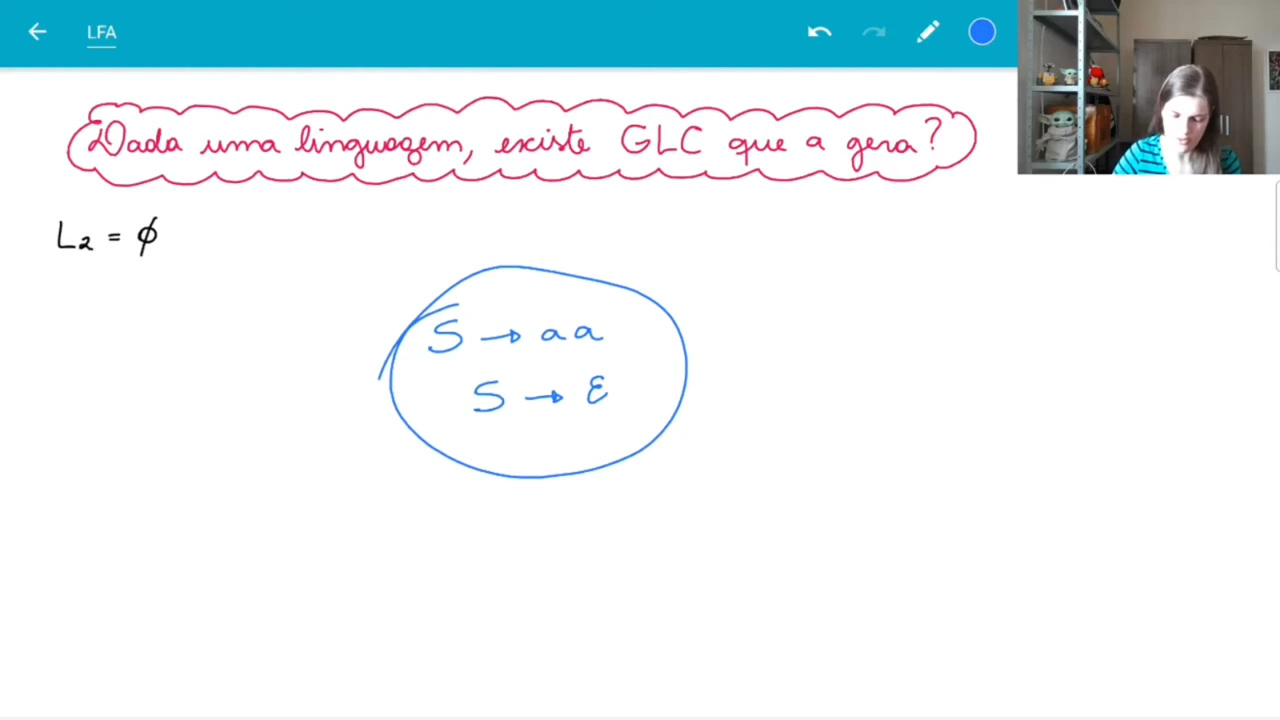 LFA
Dada uma linguagem, existe GLC que a gera?
L₂ = ϕ
S → aa
S → ε